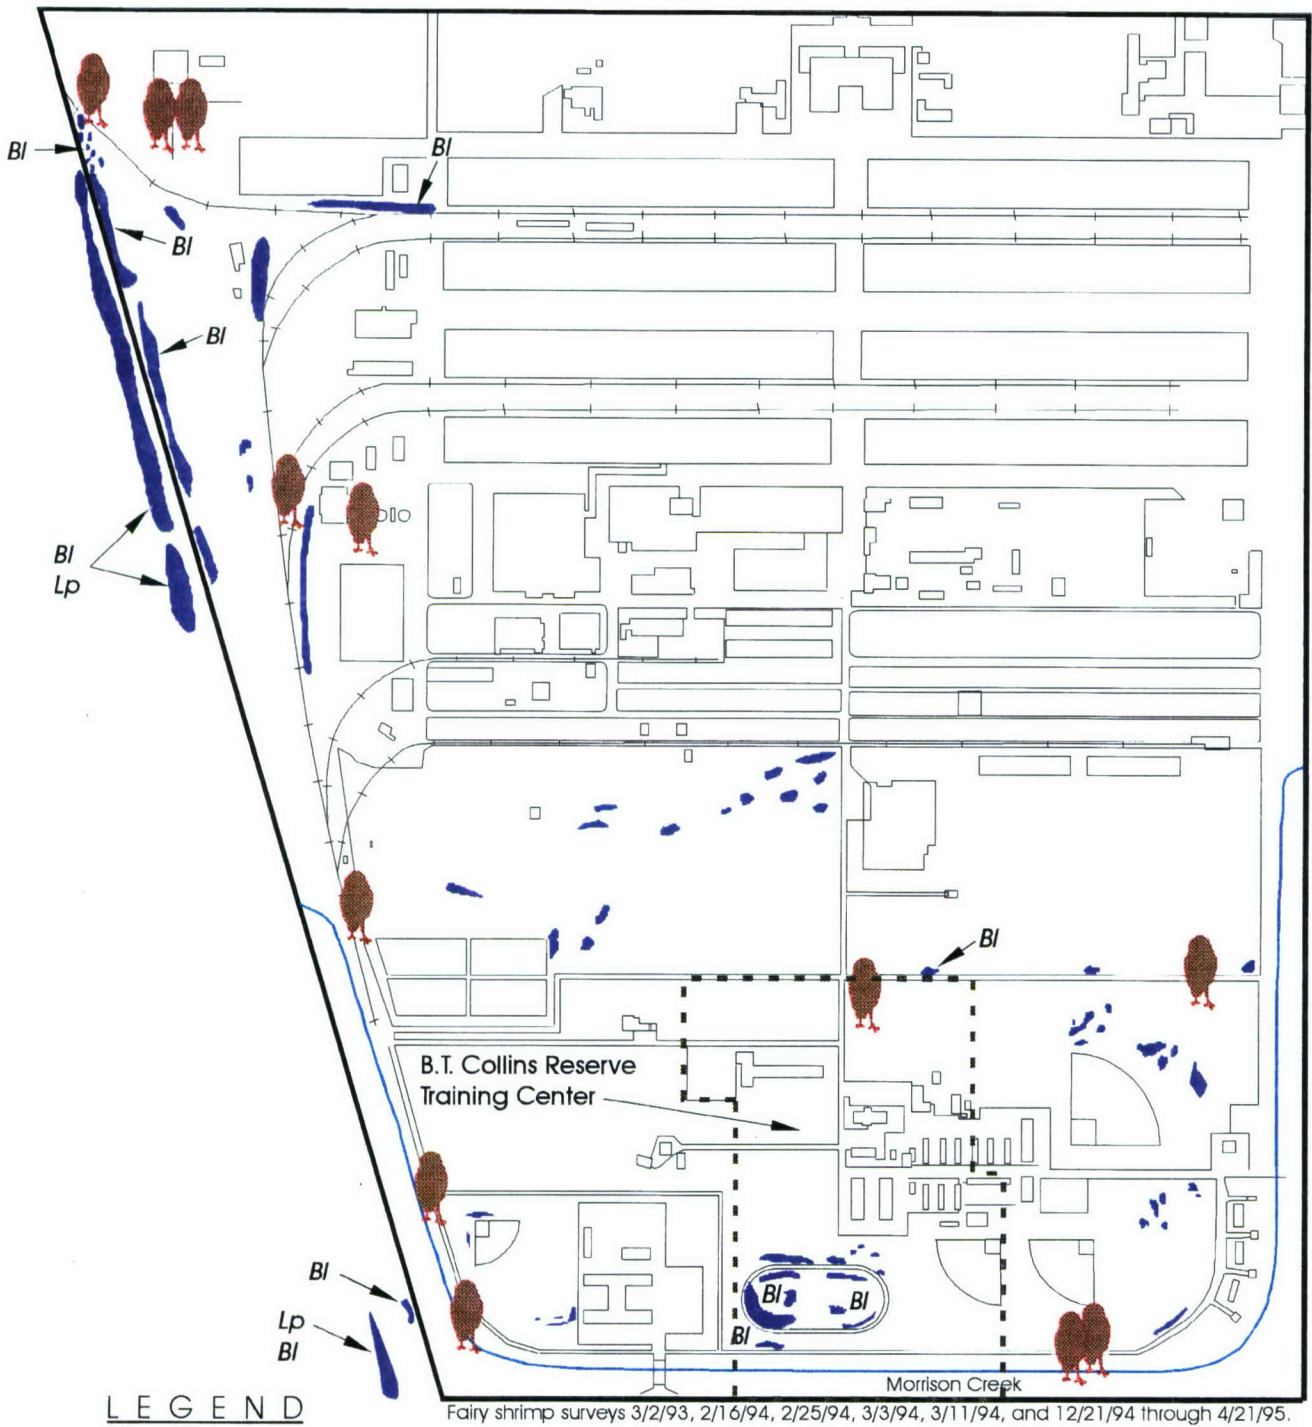 Bl
Bl
Bl
Bl
Bl
Lp
Bl
B.T. Collins Reserve
Training Center
Bl
Lp
Bl
Bl
Bl
Bl
Morrison Creek
LEGEND
Fairy shrimp surveys 3/2/93, 2/16/94, 2/25/94, 3/3/94, 3/11/94, and 12/21/94 through 4/21/95.